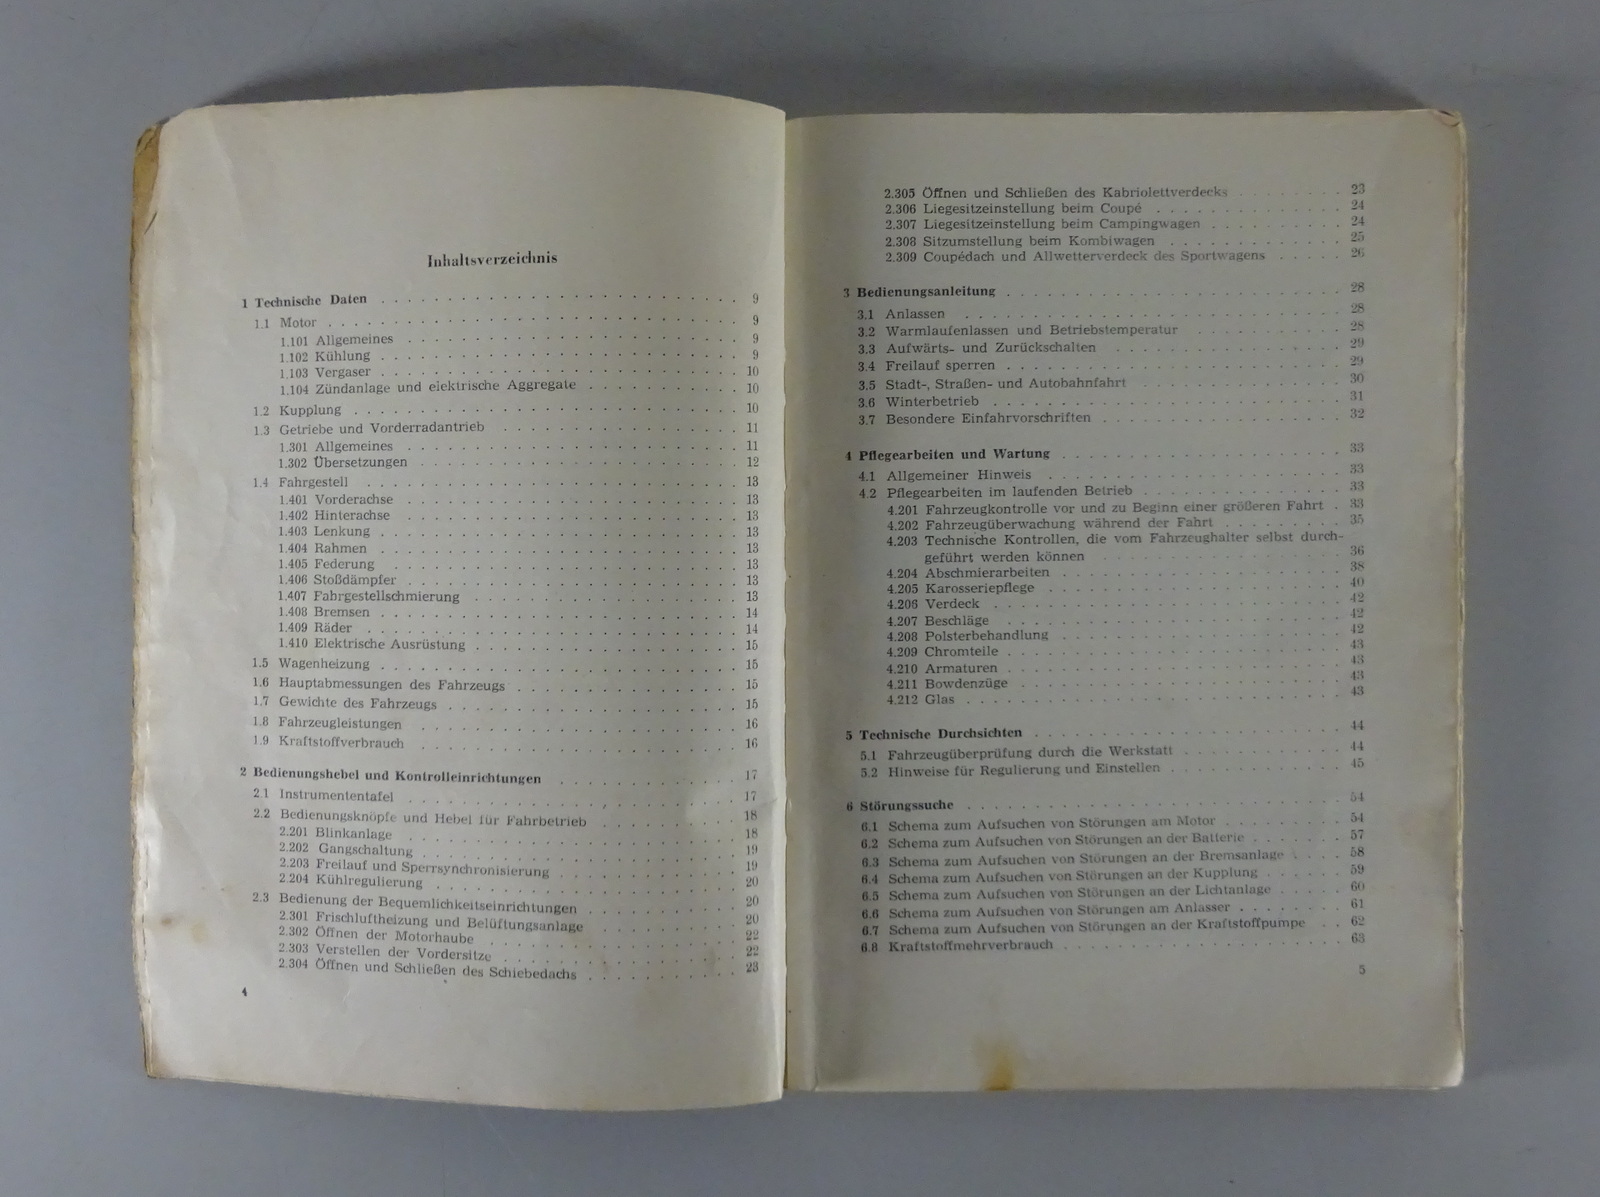 Inhaltsverzeichnis
1 Technische Daten . . . . . . . . . . 9
1.1 Motor . . . . . . . . . . 9
1.101 Allgemeines . . . . . . . . . . 9
1.102 Kühlung . . . . . . . . . . 9
1.103 Vergaser . . . . . . . . . . 10
1.104 Zündanlage und elektrische Aggregate . . . . . . . . . . 10
1.2 Kupplung . . . . . . . . . . 10
1.3 Getriebe und Vorderradantrieb . . . . . . . . . . 11
1.301 Allgemeines . . . . . . . . . . 11
1.302 Übersetzungen . . . . . . . . . . 12
1.4 Fahrgestell . . . . . . . . . . 13
1.401 Vorderachse . . . . . . . . . . 13
1.402 Hinterachse . . . . . . . . . . 13
1.403 Lenkung . . . . . . . . . . 13
1.404 Rahmen . . . . . . . . . . 13
1.405 Federung . . . . . . . . . . 13
1.406 Stoßdämpfer . . . . . . . . . . 13
1.407 Fahrgestellschmierung . . . . . . . . . . 13
1.408 Bremsen . . . . . . . . . . 14
1.409 Räder . . . . . . . . . . 14
1.410 Elektrische Ausrüstung . . . . . . . . . . 15
1.5 Wagenheizung . . . . . . . . . . 15
1.6 Hauptabmessungen des Fahrzeugs . . . . . . . . . . 15
1.7 Gewichte des Fahrzeugs . . . . . . . . . . 15
1.8 Fahrzeugleistungen . . . . . . . . . . 16
1.9 Kraftstoffverbrauch . . . . . . . . . . 16
2 Bedienungshebel und Kontrolleinrichtungen . . . . . . . . . . 17
2.1 Instrumententafel . . . . . . . . . . 17
2.2 Bedienungsknöpfe und Hebel für Fahrbetrieb . . . . . . . . . . 18
2.201 Blinkanlage . . . . . . . . . . 18
2.202 Gangschaltung . . . . . . . . . . 19
2.203 Freilauf und Sperrsynchronisierung . . . . . . . . . . 19
2.204 Kühlregulierung . . . . . . . . . . 20
2.3 Bedienung der Bequemlichkeitseinrichtungen . . . . . . . . . . 20
2.301 Frischluftheizung und Belüftungsanlage . . . . . . . . . . 20
2.302 Öffnen der Motorhaube . . . . . . . . . . 22
2.303 Verstellen der Vordersitze . . . . . . . . . . 22
2.304 Öffnen und Schließen des Schiebedachs . . . . . . . . . . 23
4
2.305 Öffnen und Schließen des Kabriolettverdecks . . . . . . . . 23
2.306 Liegesitzeinstellung beim Coupé . . . . . . . . . . 24
2.307 Liegesitzeinstellung beim Campingwagen . . . . . . . . . . 24
2.308 Sitzumstellung beim Kombiwagen . . . . . . . . . . 25
2.309 Coupédach und Allwetterverdeck des Sportwagens . . . . . 26
3 Bedienungsanleitung . . . . . . . . . . 28
3.1 Anlassen . . . . . . . . . . 28
3.2 Warmlaufenlassen und Betriebstemperatur . . . . . . . . . . 28
3.3 Aufwärts- und Zurückschalten . . . . . . . . . . 29
3.4 Freilauf sperren . . . . . . . . . . 29
3.5 Stadt-, Straßen- und Autobahnfahrt . . . . . . . . . . 30
3.6 Winterbetrieb . . . . . . . . . . 31
3.7 Besondere Einfahrvorschriften . . . . . . . . . . 32
4 Pflegearbeiten und Wartung . . . . . . . . . . 33
4.1 Allgemeiner Hinweis . . . . . . . . . . 33
4.2 Pflegearbeiten im laufenden Betrieb . . . . . . . . . . 33
4.201 Fahrzeugkontrolle vor und zu Beginn einer größeren Fahrt . 33
4.202 Fahrzeugüberwachung während der Fahrt . . . . . . . . . 35
4.203 Technische Kontrollen, die vom Fahrzeughalter selbst durch-
geführt werden können . . . . . . . . . . 36
4.204 Abschmierarbeiten . . . . . . . . . . 38
4.205 Karosseriepflege . . . . . . . . . . 40
4.206 Verdeck . . . . . . . . . . 42
4.207 Beschläge . . . . . . . . . . 42
4.208 Polsterbehandlung . . . . . . . . . . 42
4.209 Chromteile . . . . . . . . . . 43
4.210 Armaturen . . . . . . . . . . 43
4.211 Bowdenzüge . . . . . . . . . . 43
4.212 Glas . . . . . . . . . . 43
5 Technische Durchsichten . . . . . . . . . . 44
5.1 Fahrzeugüberprüfung durch die Werkstatt . . . . . . . . . . 44
5.2 Hinweise für Regulierung und Einstellen . . . . . . . . . . 45
6 Störungssuche . . . . . . . . . . 54
6.1 Schema zum Aufsuchen von Störungen am Motor . . . . . . . . 54
6.2 Schema zum Aufsuchen von Störungen an der Batterie . . . . . . . 57
6.3 Schema zum Aufsuchen von Störungen an der Bremsanlage . . . . 58
6.4 Schema zum Aufsuchen von Störungen an der Kupplung . . . . . . 59
6.5 Schema zum Aufsuchen von Störungen an der Lichtanlage . . . . . 60
6.6 Schema zum Aufsuchen von Störungen am Anlasser . . . . . . . . 61
6.7 Schema zum Aufsuchen von Störungen an der Kraftstoffpumpe . . 62
6.8 Kraftstoffmehrverbrauch . . . . . . . . . . 63
5